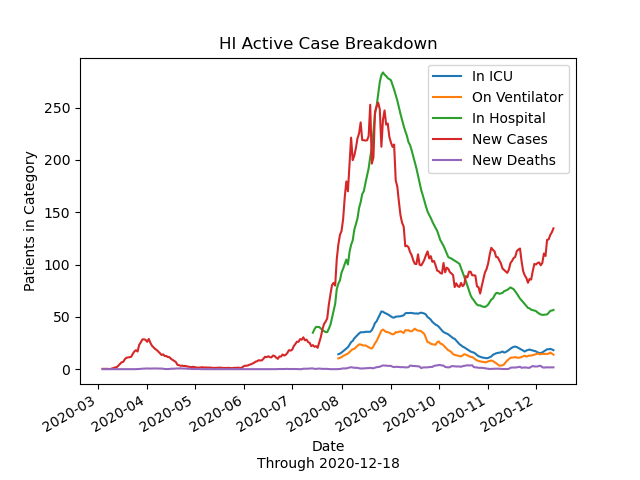 HI Active Case Breakdown
In ICU
On Ventilator
In Hospital
New Cases
New Deaths
Patients in Category
250
200
150
100
50
0
2020-03
2020-04
2020-05
2020-06
2020-07
2020-08
2020-09
2020-10
2020-11
2020-12
Date
Through 2020-12-18